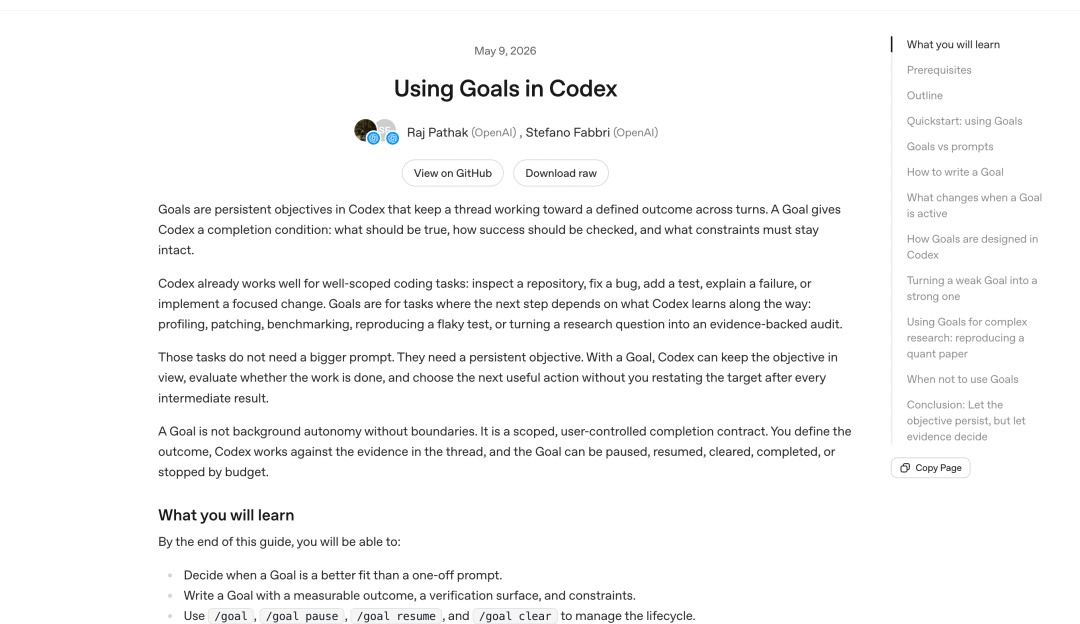 May 9, 2026
Using Goals in Codex
Raj Pathak (OpenAI) , Stefano Fabbri (OpenAI)
View on GitHub
Download raw
Goals are persistent objectives in Codex that keep a thread working toward a defined outcome across turns. A Goal gives
Codex a completion condition: what should be true, how success should be checked, and what constraints must stay
intact.
Codex already works well for well-scoped coding tasks: inspect a repository, fix a bug, add a test, explain a failure, or
implement a focused change. Goals are for tasks where the next step depends on what Codex learns along the way:
profiling, patching, benchmarking, reproducing a flaky test, or turning a research question into an evidence-backed audit.
Those tasks do not need a bigger prompt. They need a persistent objective. With a Goal, Codex can keep the objective in
view, evaluate whether the work is done, and choose the next useful action without you restating the target after every
intermediate result.
A Goal is not background autonomy without boundaries. It is a scoped, user-controlled completion contract. You define the
outcome, Codex works against the evidence in the thread, and the Goal can be paused, resumed, cleared, completed, or
stopped by budget.
What you will learn
By the end of this guide, you will be able to:
Decide when a Goal is a better fit than a one-off prompt.
Write a Goal with a measurable outcome, a verification surface, and constraints.
Use /goal , /goal pause , /goal resume , and /goal clear to manage the lifecycle.
What you will learn
Prerequisites
Outline
Quickstart: using Goals
Goals vs prompts
How to write a Goal
What changes when a Goal
is active
How Goals are designed in
Codex
Turning a weak Goal into a
strong one
Using Goals for complex
research: reproducing a
quant paper
When not to use Goals
Conclusion: Let the
objective persist, but let
evidence decide
Copy Page